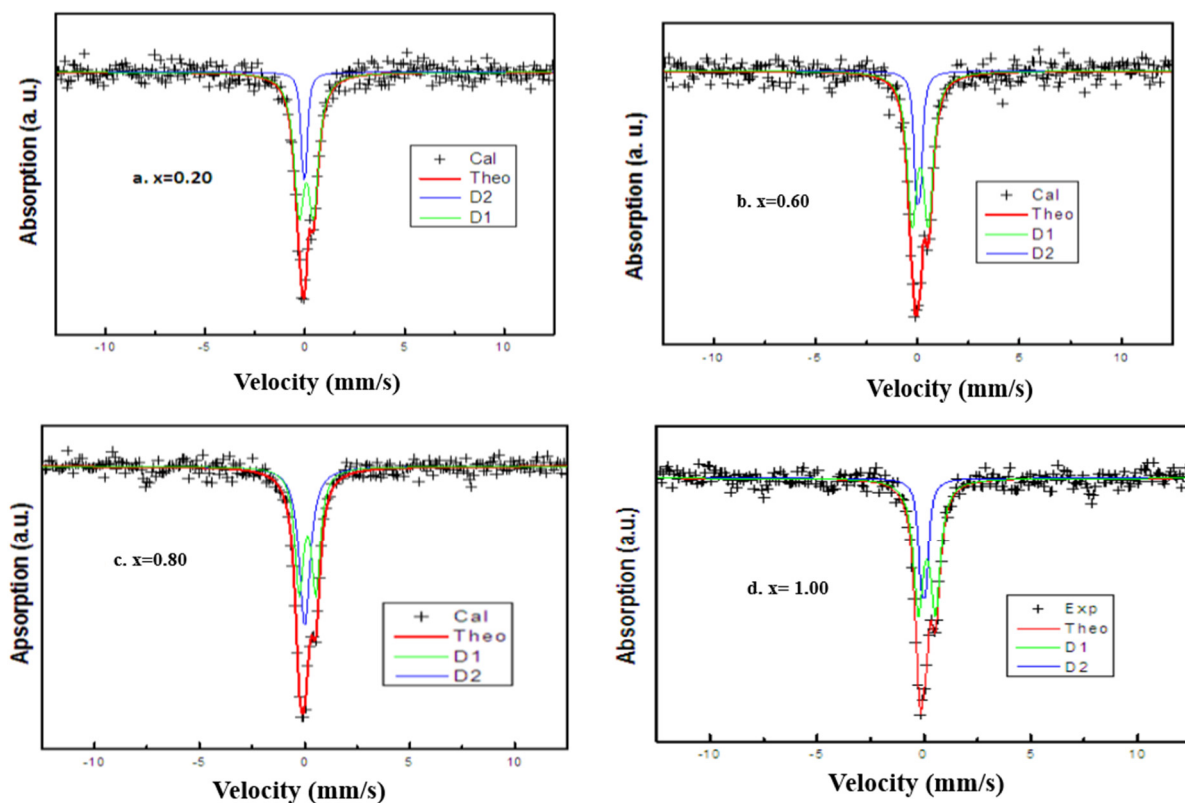 Absorption (a. u.)
a. x=0.20
Cal
Theo
D2
D1
-10 -5 0 5 10
Velocity (mm/s)
Absorption (a. u.)
b. x=0.60
Cal
Theo
D1
D2
-10 -5 0 5 10
Velocity (mm/s)
Apsorption (a.u.)
c. x=0.80
Cal
Theo
D1
D2
-10 -5 0 5 10
Velocity (mm/s)
Absorption (a.u.)
d. x= 1.00
Exp
Theo
D1
D2
-10 -5 0 5 10
Velocity (mm/s)